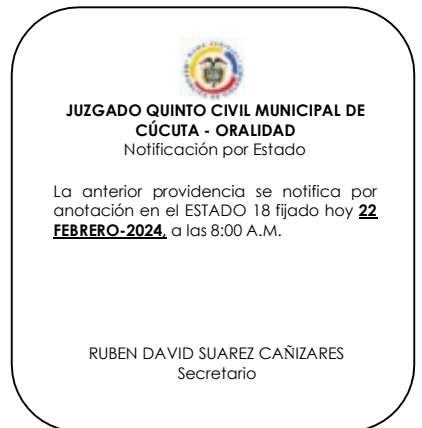 JUZGADO QUINTO CIVIL MUNICIPAL DE
CÚCUTA - ORALIDAD
Notificación por Estado
La anterior providencia se notifica por
anotación en el ESTADO 18 fijado hoy 22
FEBRERO-2024, a las 8:00 A.M.
RUBEN DAVID SUAREZ CAÑIZARES
Secretario